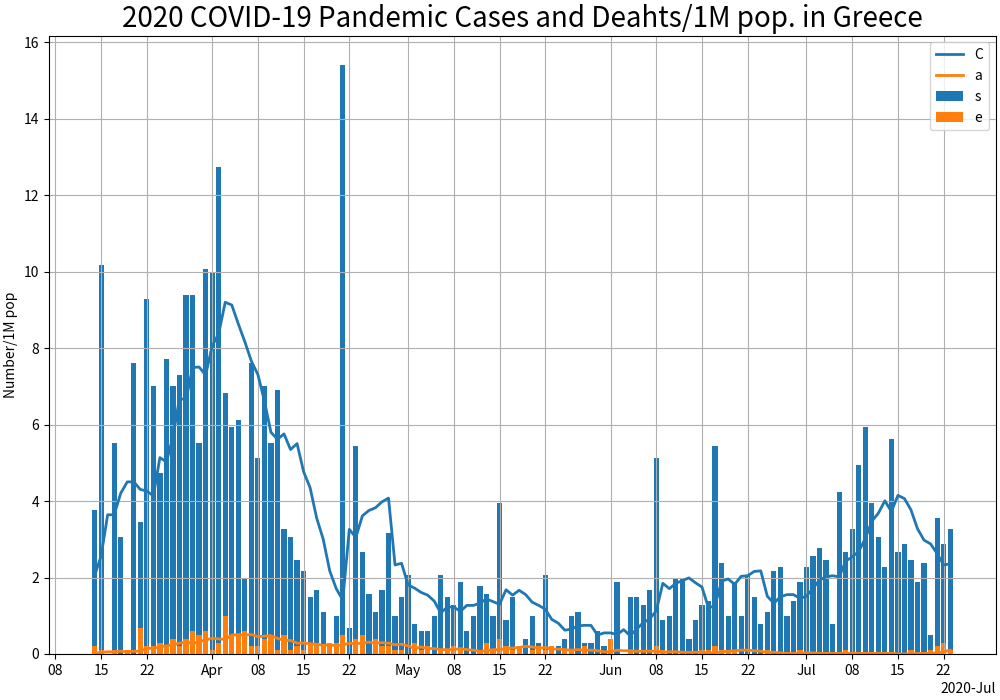 2020 COVID-19 Pandemic Cases and Deahts/1M pop. in Greece
Number/1M pop
16
14
12
10
8
6
4
2
0
C
a
s
e
08 15 22 Apr 08 15 22 May 08 15 22 Jun 08 15 22 Jul 08 15 22
2020-Jul